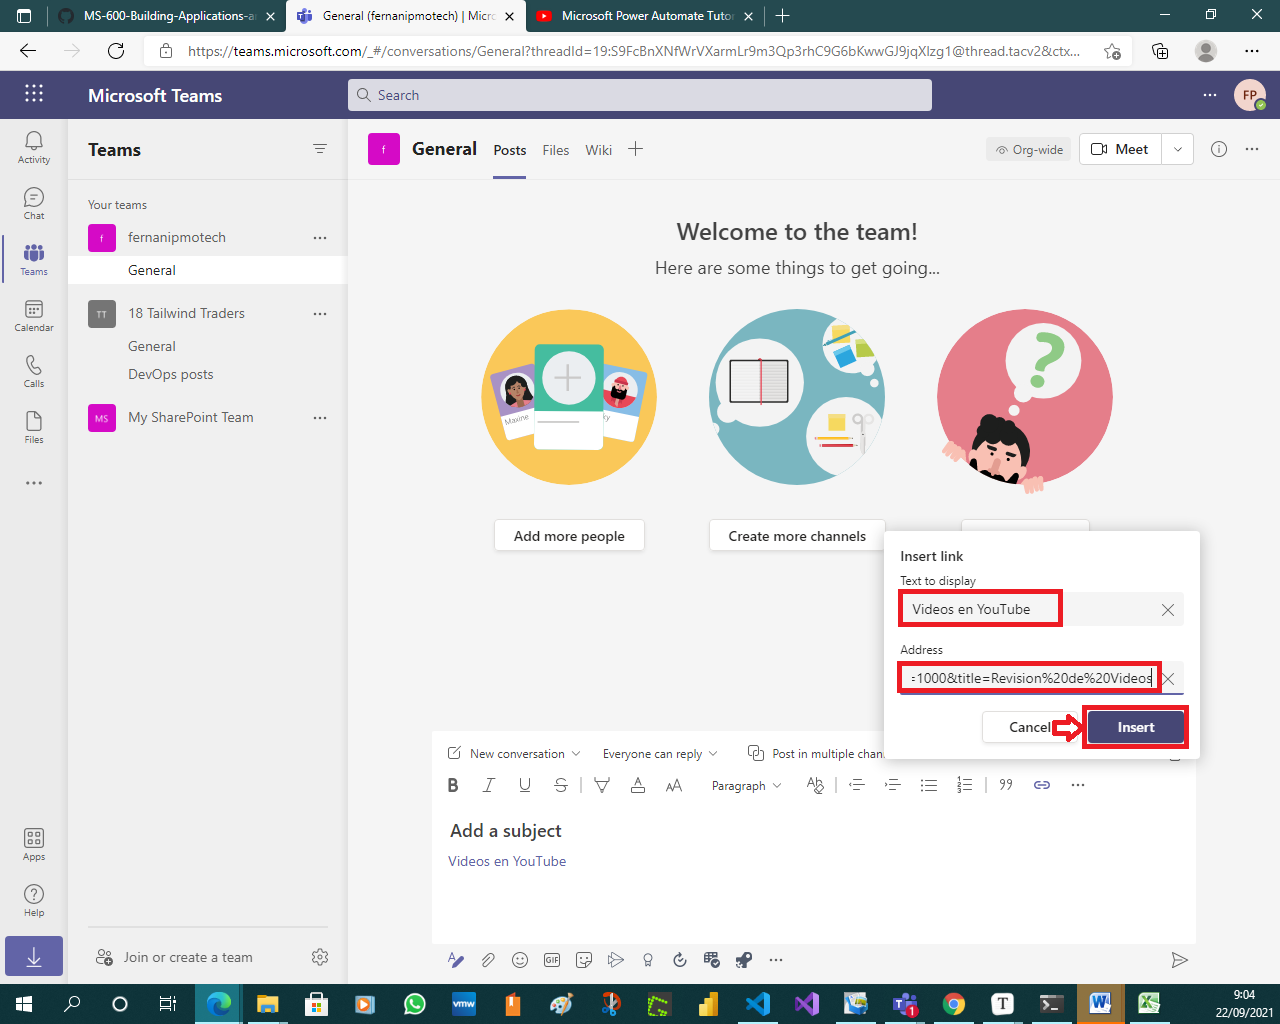 MS-600-Building-Applications-a
General (fernanipmotech) | Micr
Microsoft Power Automate Tuto
https://teams.microsoft.com/_#/conversations/General?threadId=19:S9FcBnXNfWrVXarmLr9m3Qp3rhC9G6bKwwGJ9jqXlzg1@thread.tacv2&ctx...
Microsoft Teams
Search
FP
Activity
Chat
Teams
Calendar
Calls
Files
Apps
Help
Teams
Your teams
f
fernanipmotech
General
TT
18 Tailwind Traders
General
DevOps posts
MS
My SharePoint Team
Join or create a team
f
General
Posts
Files
Wiki
Org-wide
Meet
Welcome to the team!
Here are some things to get going...
Maxine
Add more people
Create more channels
Insert link
Text to display
Videos en YouTube
Address
=1000&title=Revision%20de%20Videos
Cancel
Insert
New conversation
Everyone can reply
Post in multiple chan
B I U S
AA
Paragraph
Add a subject
Videos en YouTube
GIF
vmw
T
1
9:04
22/09/2021